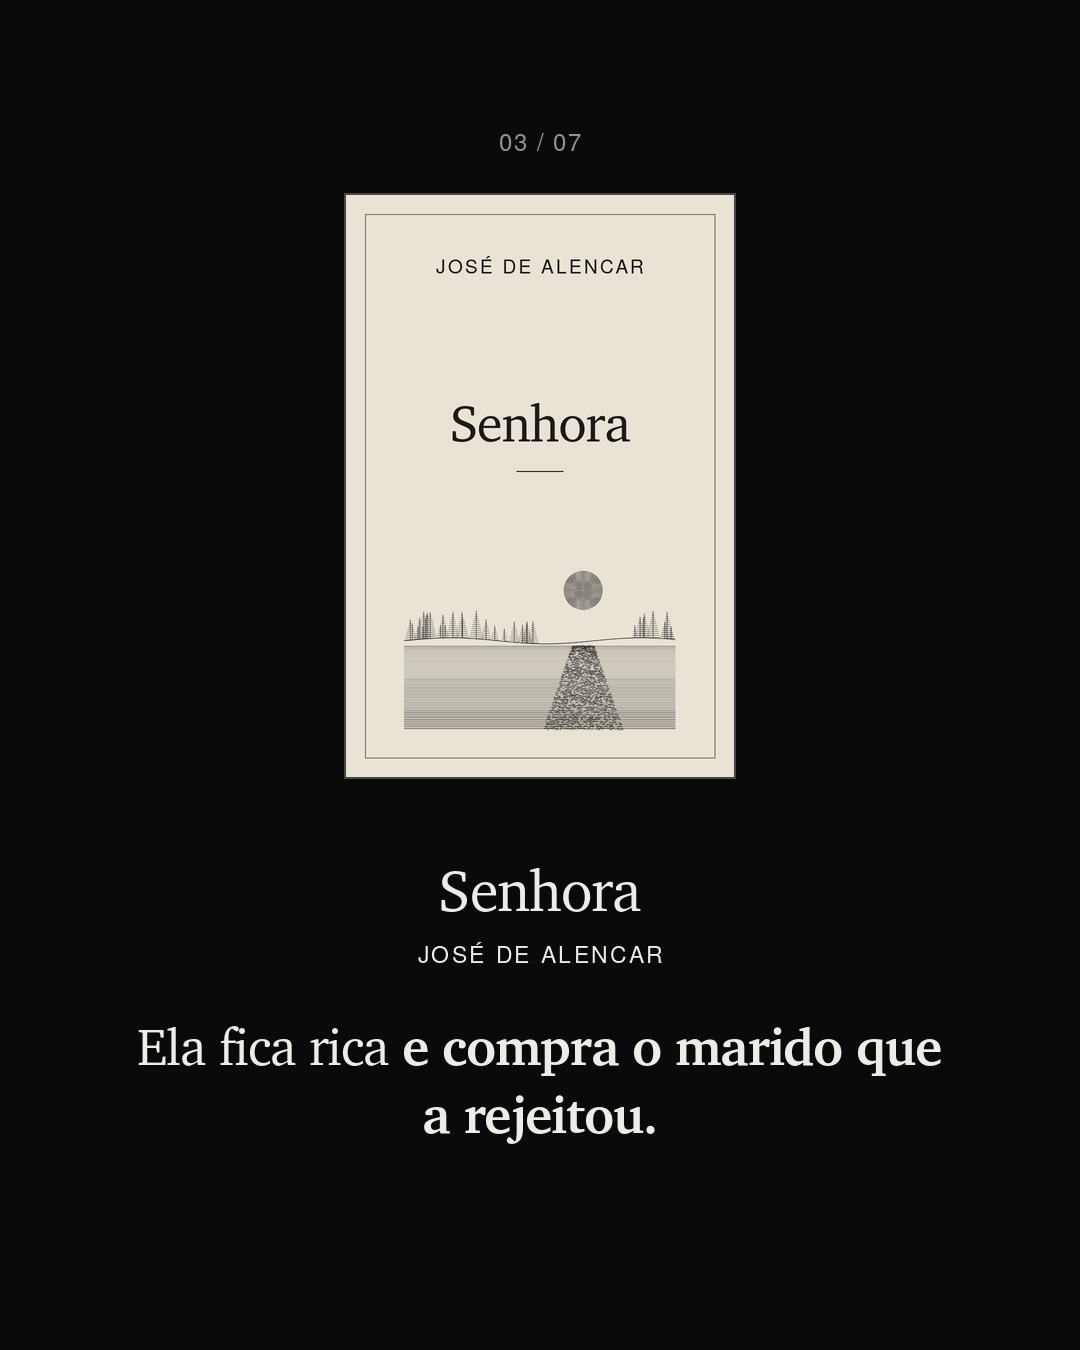 03 / 07
JOSÉ DE ALENCAR
Senhora
Senhora
JOSÉ DE ALENCAR
Ela fica rica e compra o marido que
a rejeitou.